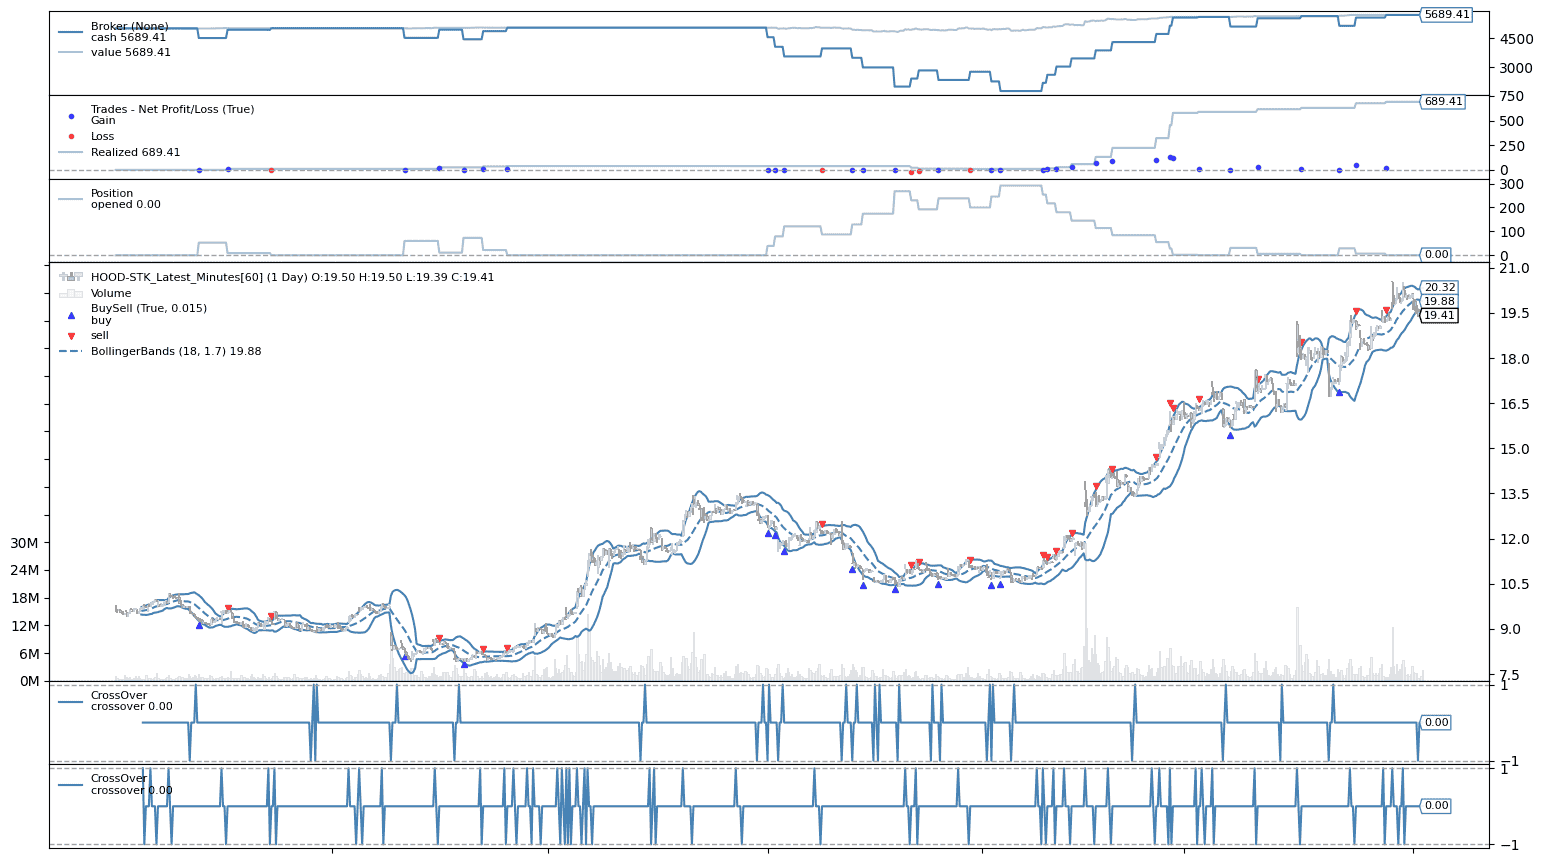 Broker (None)
cash 5689.41
value 5689.41
5689.41
4500
3000
Trades - Net Profit/Loss (True)
Gain
Loss
Realized 689.41
750
689.41
500
250
0
Position
opened 0.00
300
200
100
0.00
0
HOOD-STK_Latest_Minutes[60] (1 Day) O:19.50 H:19.50 L:19.39 C:19.41
Volume
BuySell (True, 0.015)
buy
sell
BollingerBands (18, 1.7) 19.88
21.0
20.32
19.88
19.41
19.5
18.0
16.5
15.0
13.5
12.0
10.5
9.0
7.5
30M
24M
18M
12M
6M
0M
CrossOver
crossover 0.00
1
0.00
−1
CrossOver
crossover 0.00
1
0.00
−1